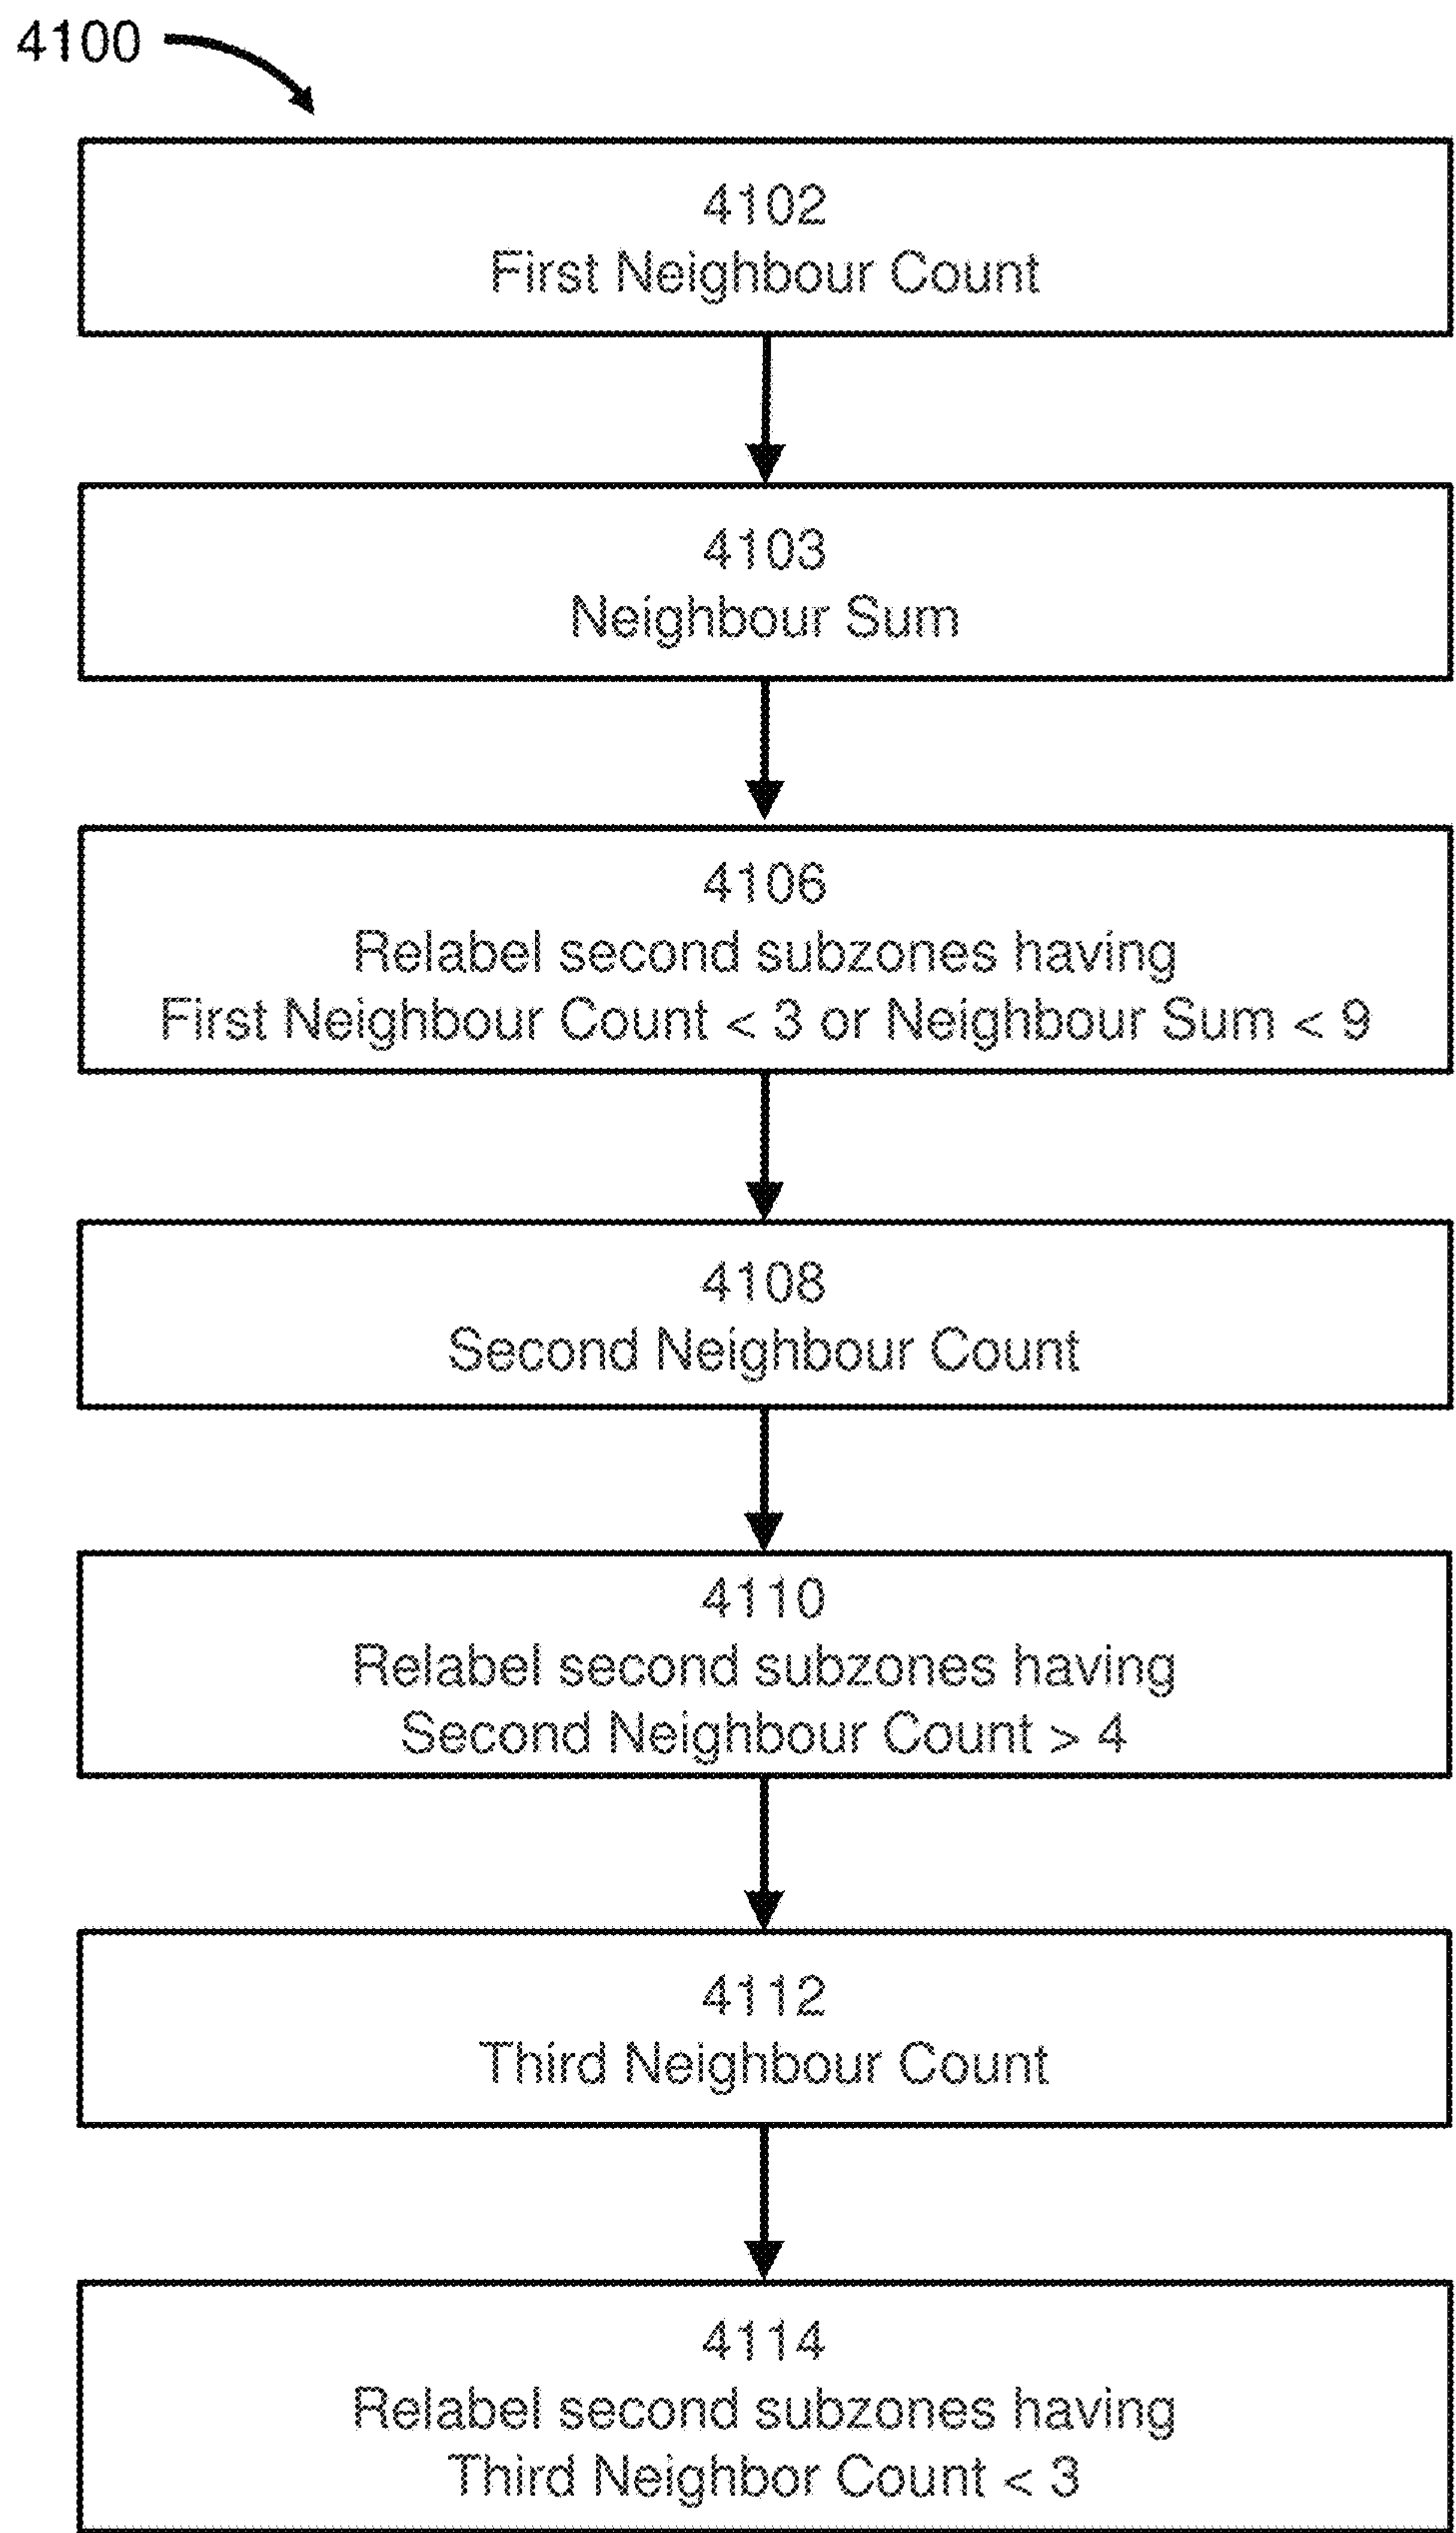 4100
4102
First Neighbour Count
4103
Neighbour Sum
4106
Relabel second subzones having
First Neighbour Count < 3 or Neighbour Sum < 9
4108
Second Neighbour Count
4110
Relabel second subzones having
Second Neighbour Count > 4
4112
Third Neighbour Count
4114
Relabel second subzones having
Third Neighbor Count < 3